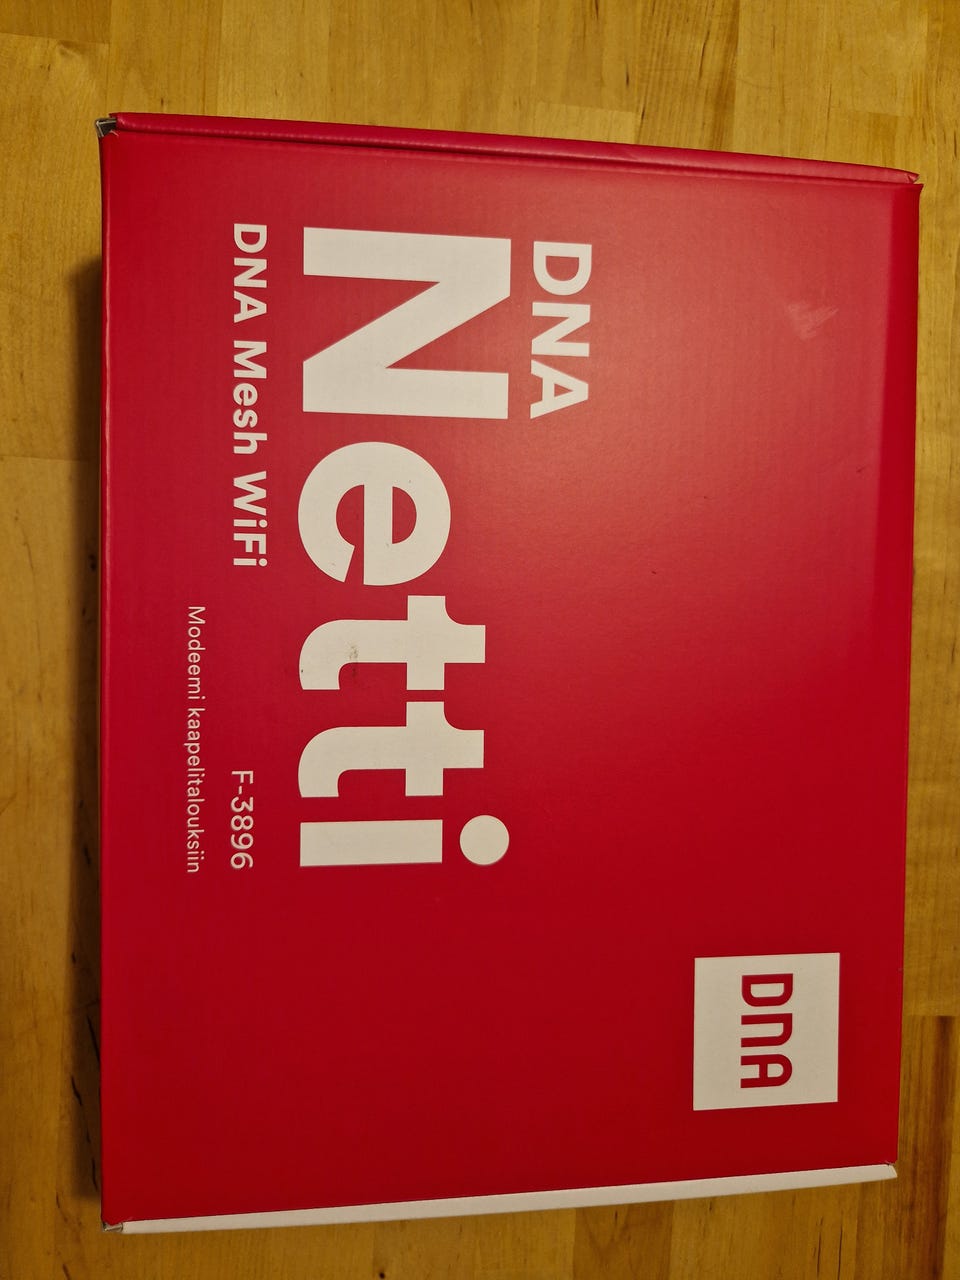 DNA
DNA
Netti
DNA Mesh WiFi
F-3896
Modeemi kaapelitalouksiin